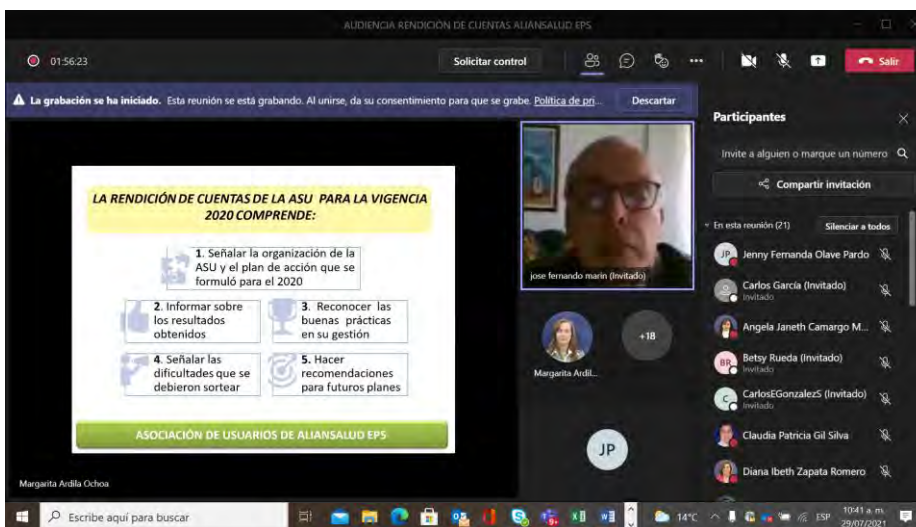 AUDIENCIA RENDICIÓN DE CUENTAS ALIANSALUD EPS
01:56:23
Solicitar control
Salir
La grabación se ha iniciado. Esta reunión se está grabando. Al unirse, da su consentimiento para que se grabe. Política de pri...
Descartar
LA RENDICIÓN DE CUENTAS DE LA ASU PARA LA VIGENCIA
2020 COMPRENDE:
1. Señalar la organización de la
ASU y el plan de acción que se
formuló para el 2020
2. Informar sobre
los resultados
obtenidos
3. Reconocer las
buenas prácticas
en su gestión
4. Señalar las
dificultades que se
debieron sortear
5. Hacer
recomendaciones
para futuros planes
ASOCIACIÓN DE USUARIOS DE ALIANSALUD EPS
Margarita Ardila Ochoa
jose fernando marin (Invitado)
Margarita Ardil...
+18
JP
Participantes
Invite a alguien o marque un número
Compartir invitación
En esta reunión (21)
Silenciar a todos
JP
Jenny Fernanda Olave Pardo
Carlos García (Invitado)
Invitado
Angela Janeth Camargo M...
BR
Betsy Rueda (Invitado)
Invitado
C
CarlosEGonzalezS (Invitado)
Invitado
Claudia Patricia Gil Silva
Diana Ibeth Zapata Romero
Escribe aquí para buscar
14°C
ESP
10:41 a. m.
29/07/2021